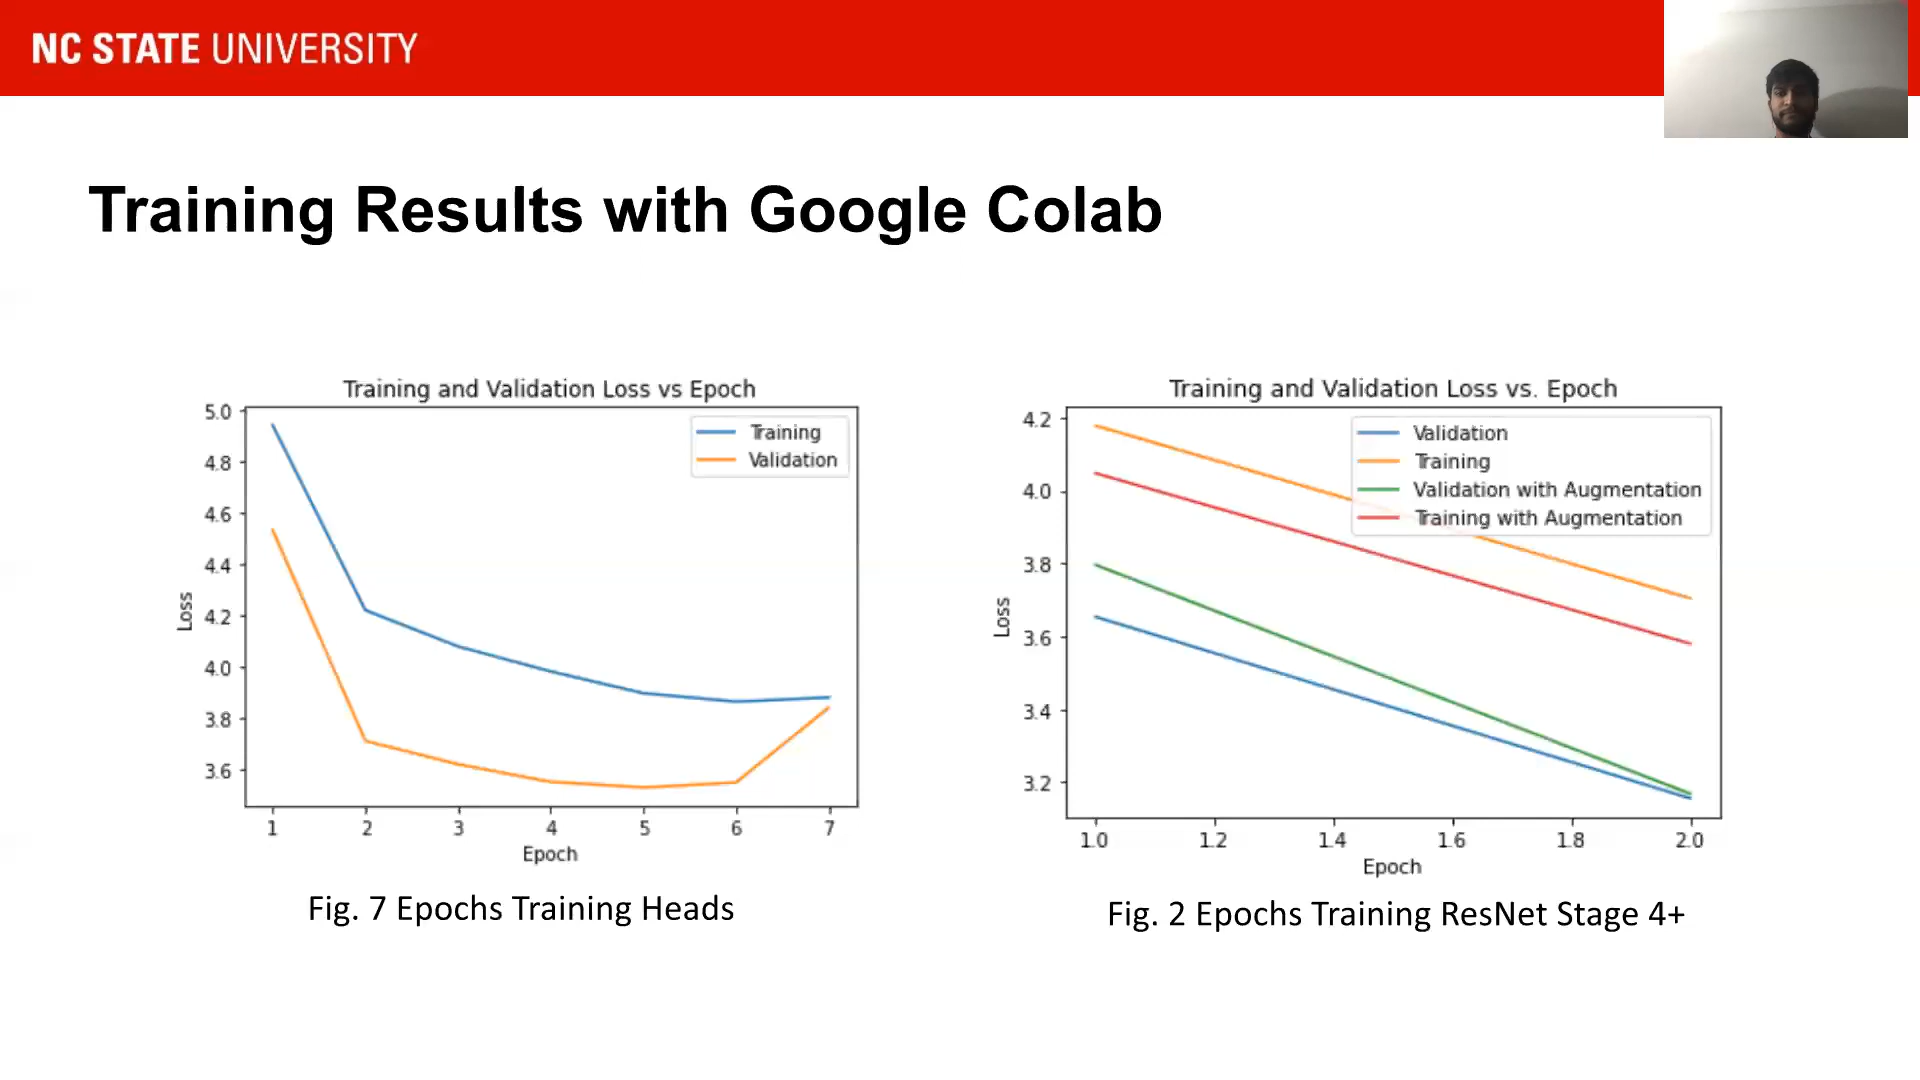 NC STATE UNIVERSITY
Training Results with Google Colab
Training and Validation Loss vs Epoch
Training
Validation
5.0
4.8
4.6
4.4
4.2
4.0
3.8
3.6
Loss
1 2 3 4 5 6 7
Epoch
Fig. 7 Epochs Training Heads
Training and Validation Loss vs. Epoch
Validation
Training
Validation with Augmentation
Training with Augmentation
4.2
4.0
3.8
3.6
3.4
3.2
Loss
1.0 1.2 1.4 1.6 1.8 2.0
Epoch
Fig. 2 Epochs Training ResNet Stage 4+